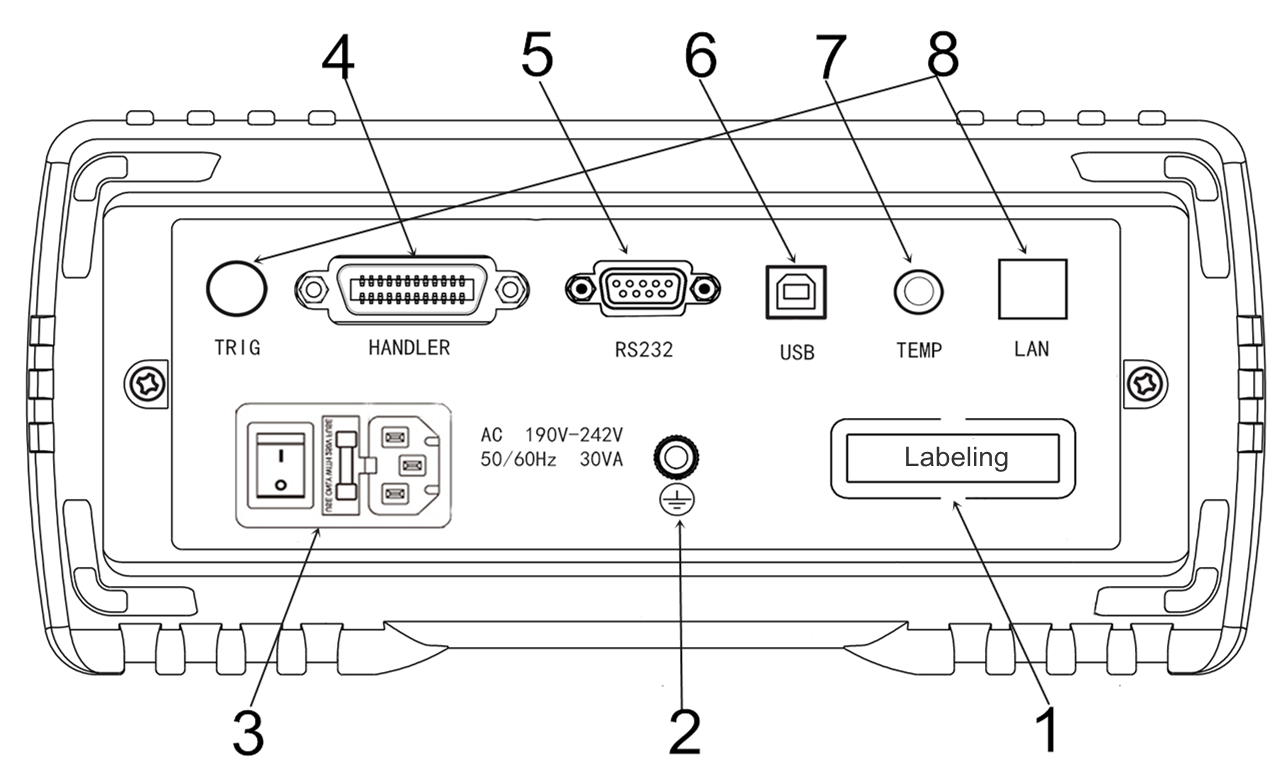 4 5 6 7 8
TRIG HANDLER RS232 USB TEMP LAN
AC 190V-242V
50/60Hz 30VA
Labeling
3 2 1